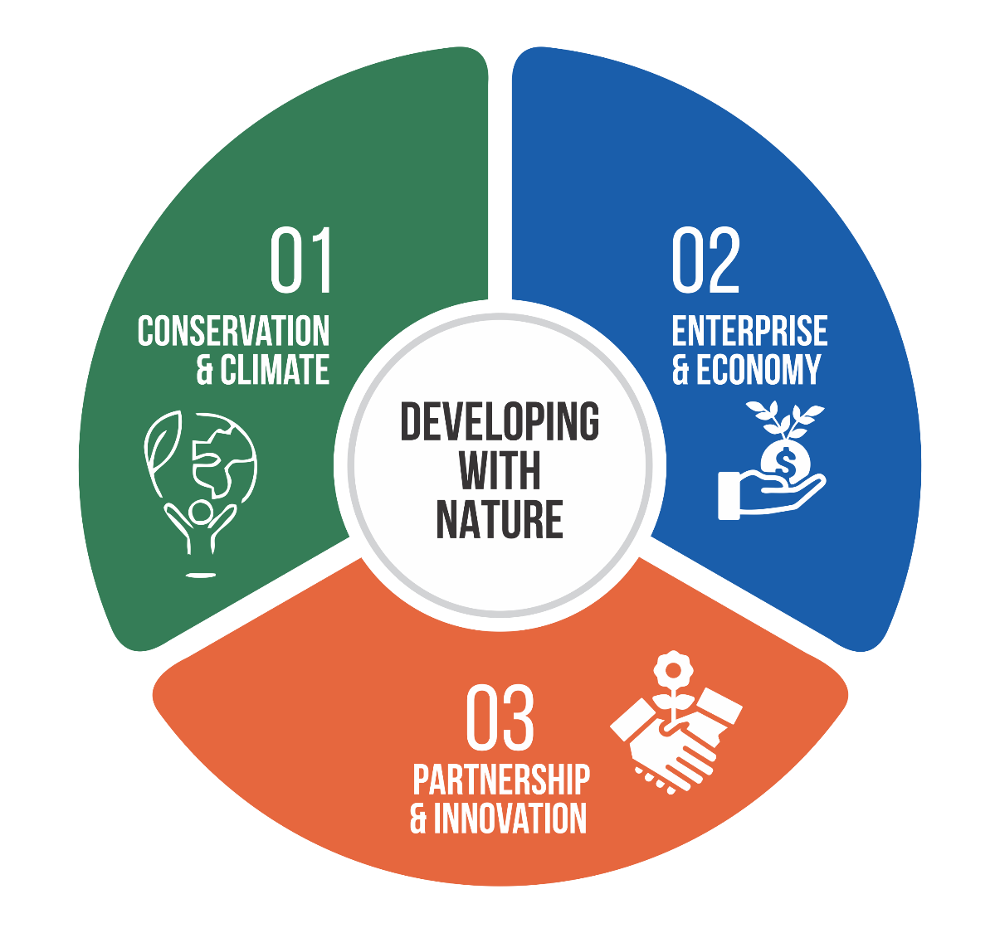 01
CONSERVATION
& CLIMATE
02
ENTERPRISE
& ECONOMY
$
DEVELOPING
WITH
NATURE
03
PARTNERSHIP
& INNOVATION